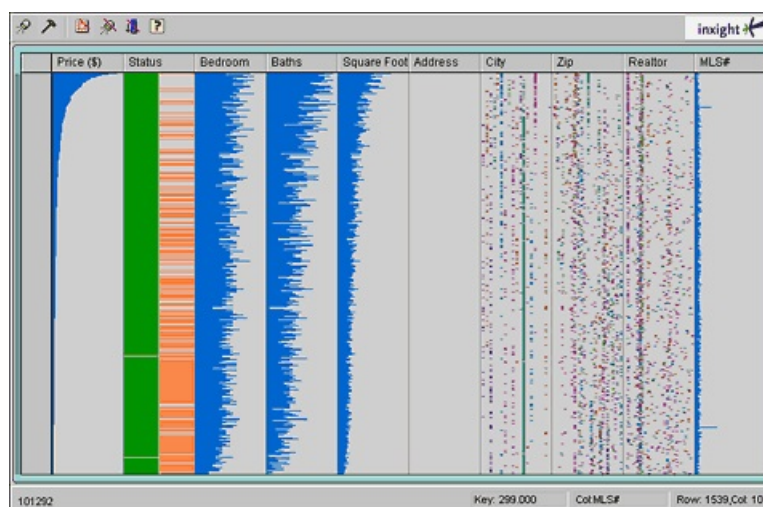 inxight
Price ($) Status Bedroom Baths Square Foot Address City Zip Realtor MLS#
101292 Key: 299.000 Col:MLS# Row: 1539,Col: 10